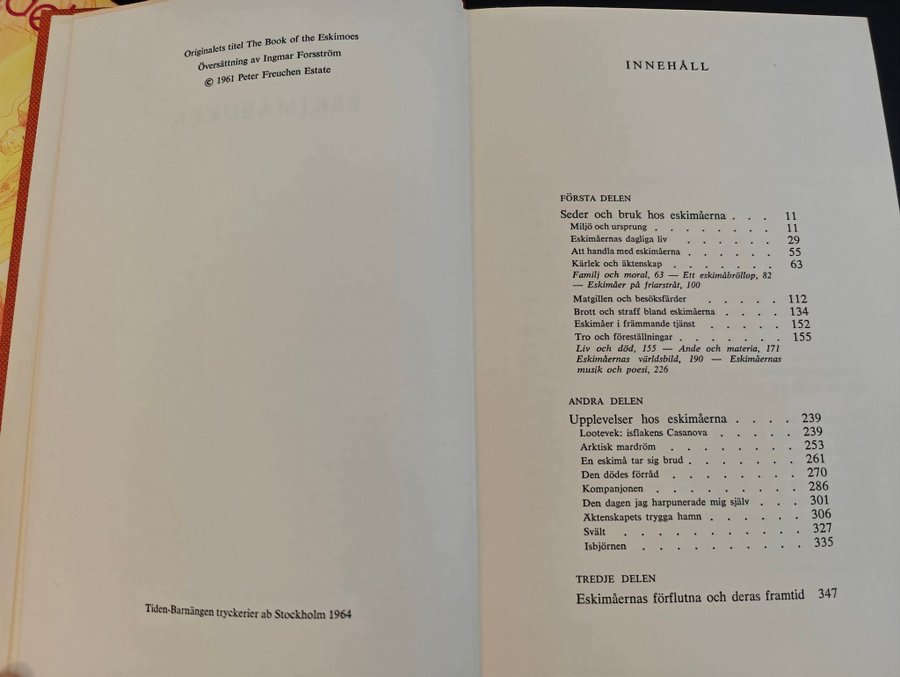 Originalets titel The Book of the Eskimoes
Översättning av Ingmar Forsström
© 1961 Peter Freuchen Estate
Tiden-Barnängen tryckerier ab Stockholm 1964
INNEHÅLL
FÖRSTA DELEN
Seder och bruk hos eskimåerna . . . 11
Miljö och ursprung . . . . . . . 11
Eskimåernas dagliga liv . . . . . . 29
Att handla med eskimåerna . . . . . 55
Kärlek och äktenskap . . . . . . 63
Familj och moral, 63 — Ett eskimåbröllop, 82
— Eskimåer på friarstråt, 100
Matgillen och besöksfärder . . . . . 112
Brott och straff bland eskimåerna . . . . 134
Eskimåer i främmande tjänst . . . . . 152
Tro och föreställningar . . . . . . . 155
Liv och död, 155 — Ande och materia, 171
Eskimåernas världsbild, 190 — Eskimåernas
musik och poesi, 226
ANDRA DELEN
Upplevelser hos eskimåerna . . . . 239
Lootevek: isflakens Casanova . . . . . 239
Arktisk mardröm . . . . . . . . 253
En eskimå tar sig brud . . . . . . . 261
Den dödes förråd . . . . . . . . 270
Kompanjonen . . . . . . . . . 286
Den dagen jag harpunerade mig själv . . . 301
Äktenskapets trygga hamn . . . . . . 306
Svält . . . . . . . . . . . 327
Isbjörnen . . . . . . . . . . 335
TREDJE DELEN
Eskimåernas förflutna och deras framtid 347